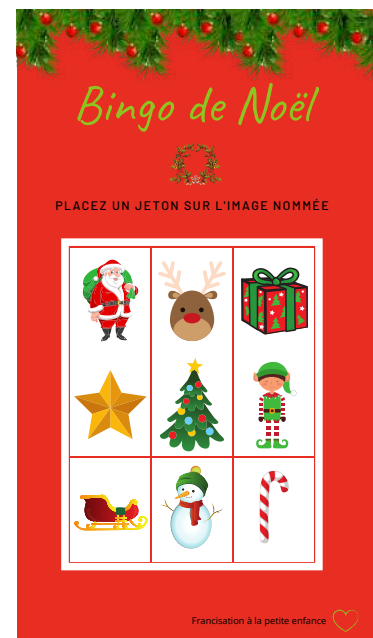 Bingo de Noël
PLACEZ UN JETON SUR L'IMAGE NOMMÉE
Francisation à la petite enfance